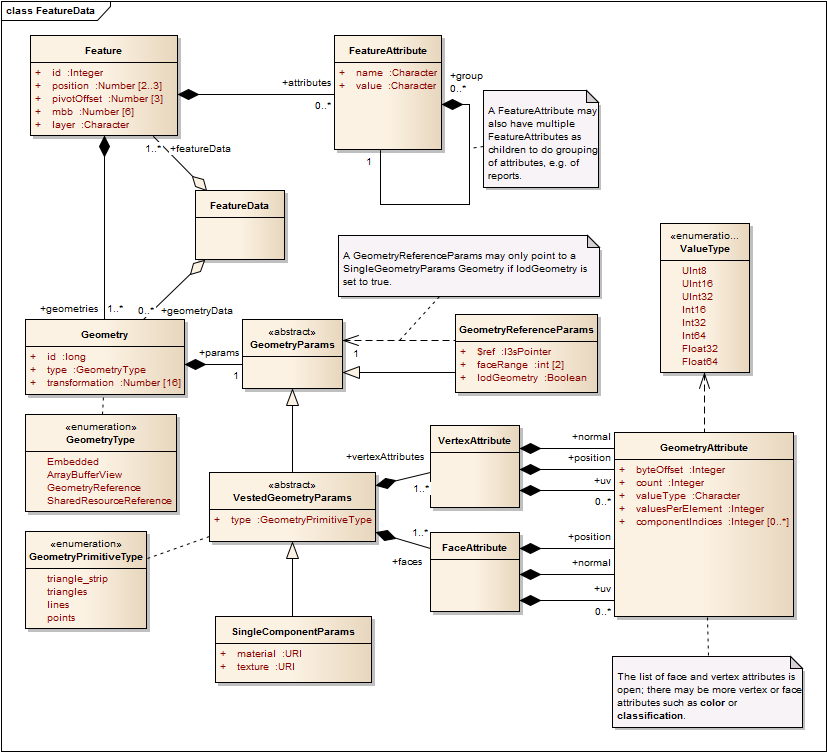 class FeatureData
Feature
+ id :Integer
+ position :Number [2..3]
+ pivotOffset :Number [3]
+ mbb :Number [6]
+ layer :Character
+attributes
0..*
FeatureAttribute
+ name :Character
+ value :Character
+group
0..*
1
A FeatureAttribute may
also have multiple
FeatureAttributes as
children to do grouping
of attributes, e.g. of
reports.
1..*
+featureData
FeatureData
+geometries
1..*
0..*
+geometryData
A GeometryReferenceParams may only point to a
SingleGeometryParams Geometry if lodGeometry is
set to true.
«enumeratio...
ValueType
UInt8
UInt16
UInt32
Int16
Int32
Int64
Float32
Float64
Geometry
+ id :long
+ type :GeometryType
+ transformation :Number [16]
+params
1
«abstract»
GeometryParams
1
GeometryReferenceParams
+ $ref :I3sPointer
+ faceRange :int [2]
+ lodGeometry :Boolean
«enumeration»
GeometryType
Embedded
ArrayBufferView
GeometryReference
SharedResourceReference
«abstract»
VestedGeometryParams
+ type :GeometryPrimitiveType
+vertexAttributes
1..*
VertexAttribute
+normal
+position
+uv
0..*
GeometryAttribute
+ byteOffset :Integer
+ count :Integer
+ valueType :Character
+ valuesPerElement :Integer
+ componentIndices :Integer [0..*]
1..*
+faces
FaceAttribute
+position
+normal
+uv
0..*
«enumeration»
GeometryPrimitiveType
triangle_strip
triangles
lines
points
SingleComponentParams
+ material :URI
+ texture :URI
The list of face and vertex attributes is
open; there may be more vertex or face
attributes such as color or
classification.